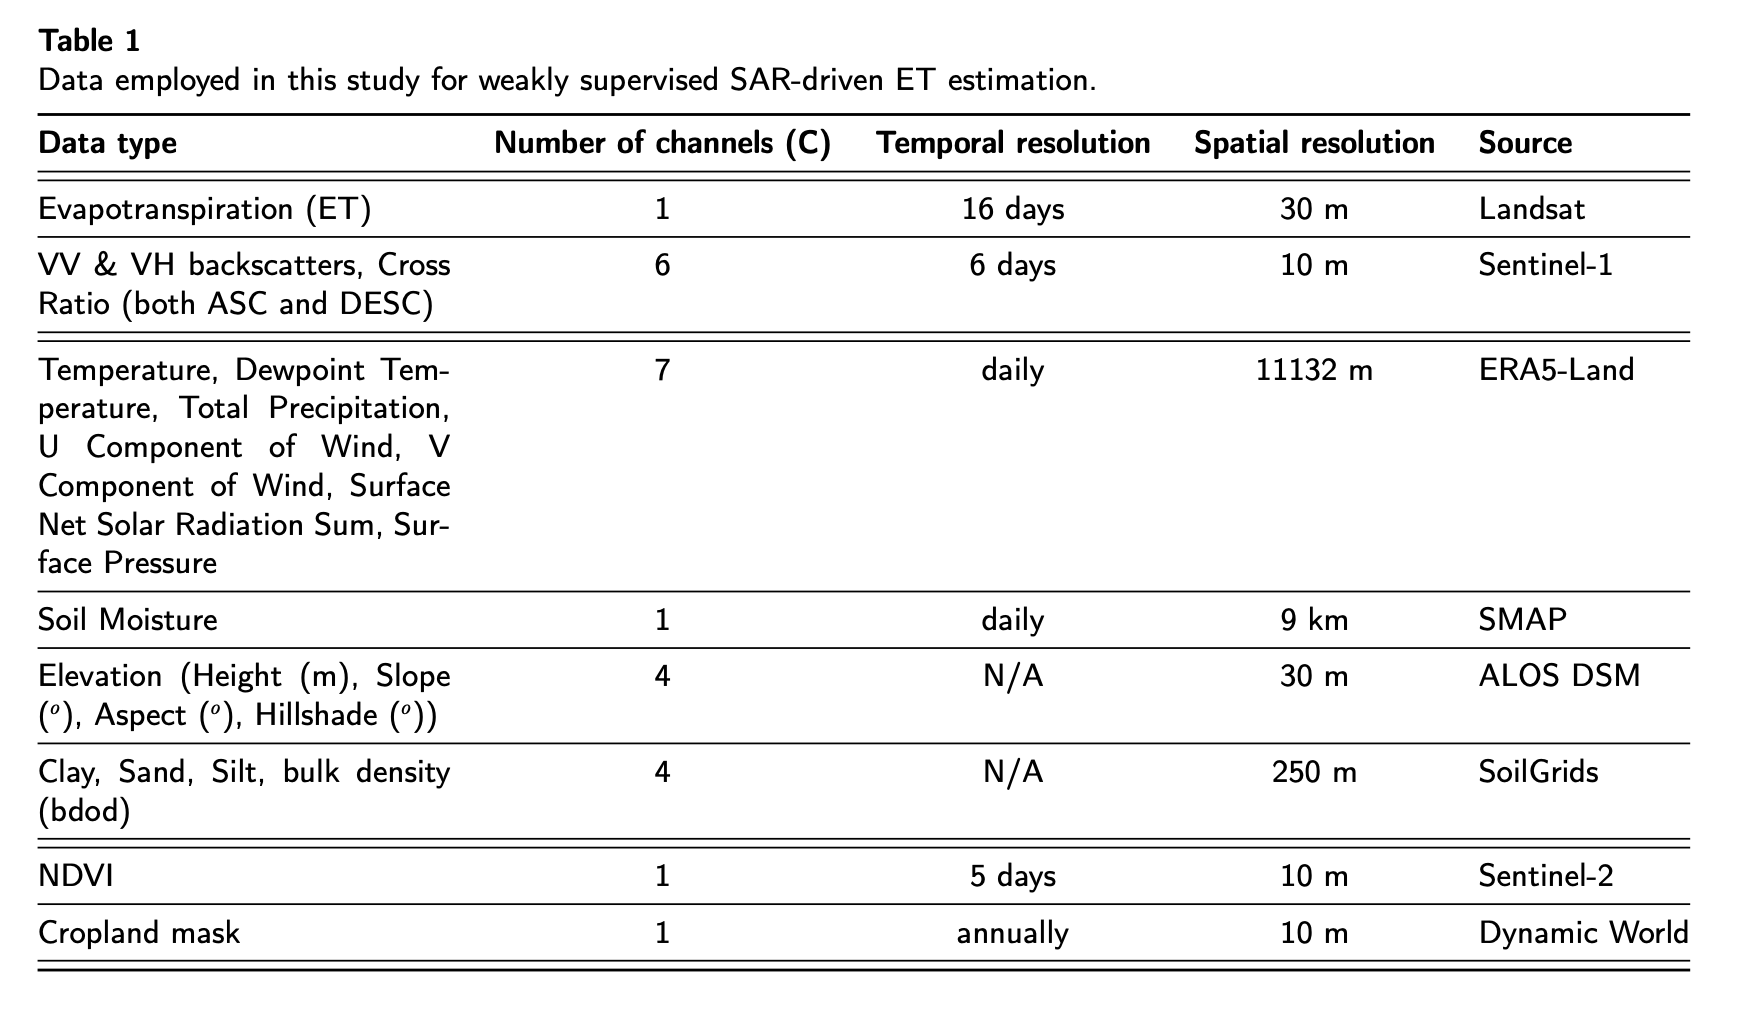 Table 1
Data employed in this study for weakly supervised SAR-driven ET estimation.
Data type Number of channels (C) Temporal resolution Spatial resolution Source
Evapotranspiration (ET) 1 16 days 30 m Landsat
VV & VH backscatters, Cross 6 6 days 10 m Sentinel-1
Ratio (both ASC and DESC)
Temperature, Dewpoint Tem- 7 daily 11132 m ERA5-Land
perature, Total Precipitation,
U Component of Wind, V
Component of Wind, Surface
Net Solar Radiation Sum, Sur-
face Pressure
Soil Moisture 1 daily 9 km SMAP
Elevation (Height (m), Slope 4 N/A 30 m ALOS DSM
(º), Aspect (º), Hillshade (º))
Clay, Sand, Silt, bulk density 4 N/A 250 m SoilGrids
(bdod)
NDVI 1 5 days 10 m Sentinel-2
Cropland mask 1 annually 10 m Dynamic World